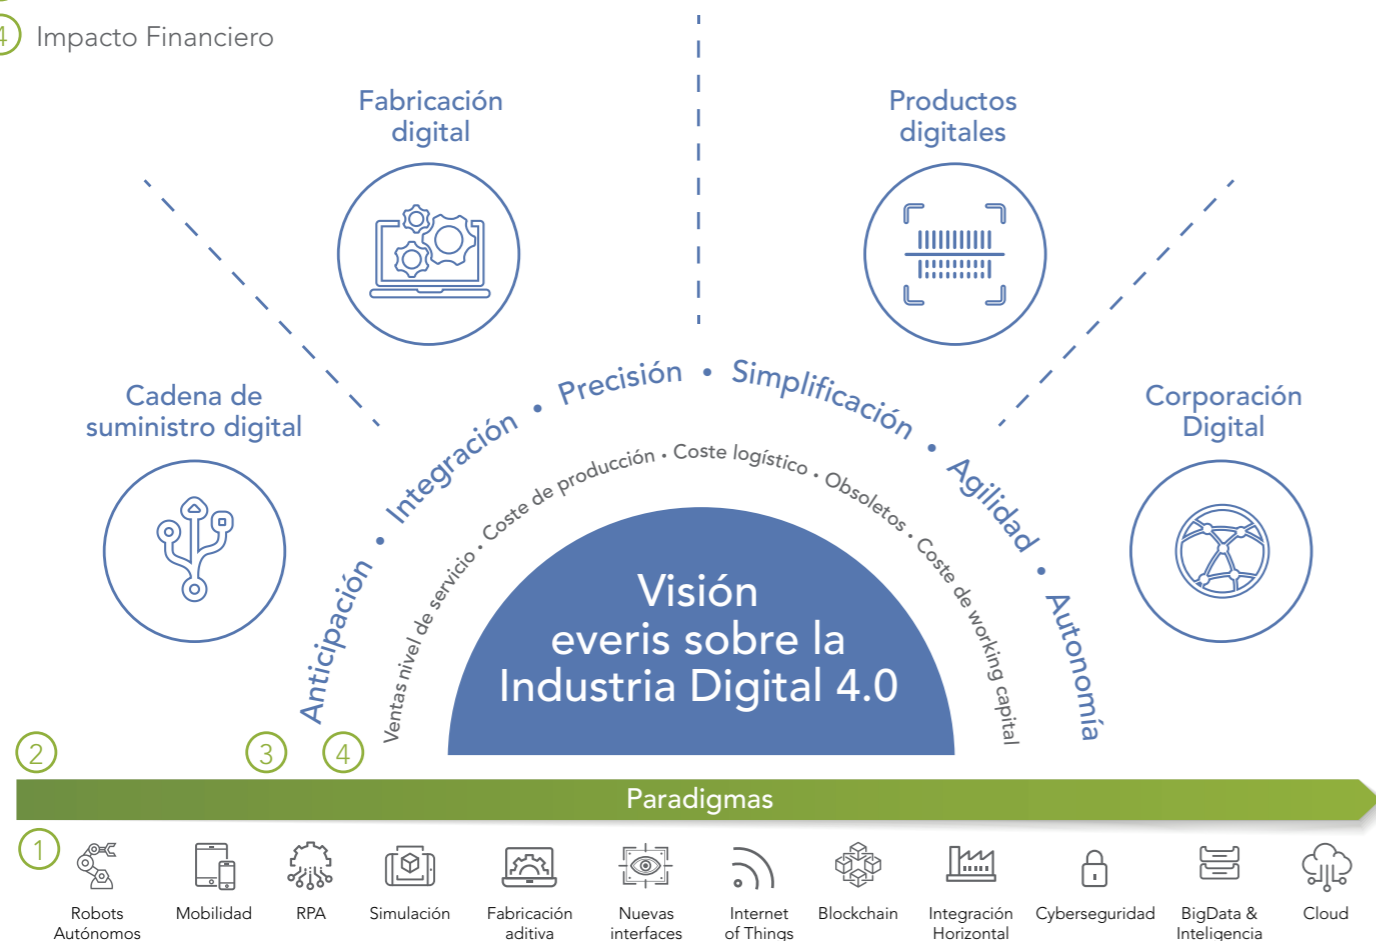 4 Impacto Financiero
Fabricación
digital
Productos
digitales
Cadena de
suministro digital
Corporación
Digital
Anticipación • Integración • Precisión • Simplificación • Agilidad • Autonomía
Ventas nivel de servicio • Coste de producción • Coste logístico • Obsoletos • Coste de working capital
Visión
everis sobre la
Industria Digital 4.0
2
3
4
Paradigmas
1
Robots
Autónomos
Mobilidad
RPA
Simulación
Fabricación
aditiva
Nuevas
interfaces
Internet
of Things
Blockchain
Integración
Horizontal
Cyberseguridad
BigData &
Inteligencia
Cloud